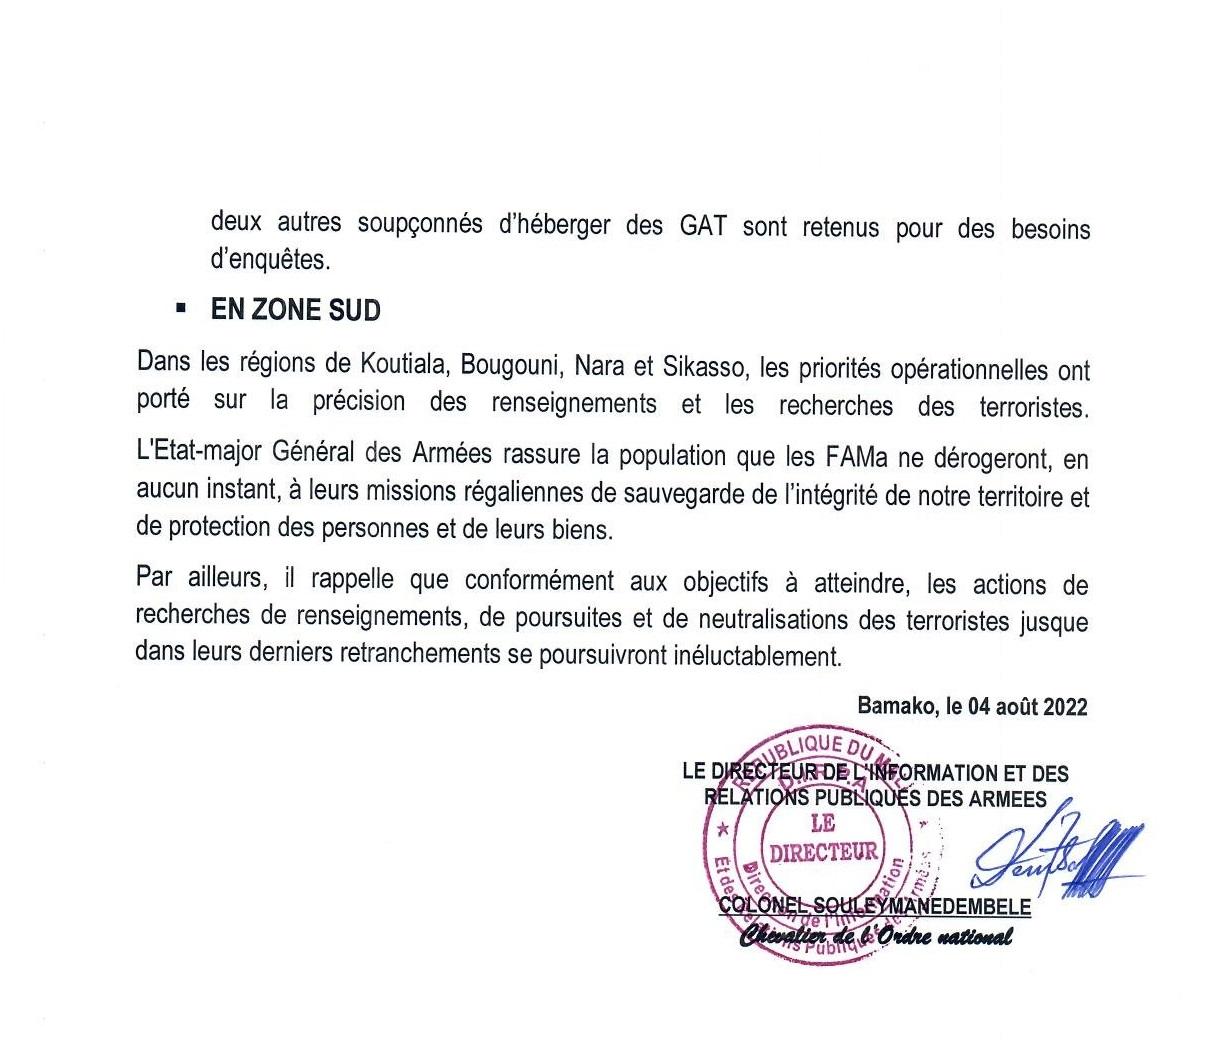 deux autres soupçonnés d'héberger des GAT sont retenus pour des besoins
d'enquêtes.
▪ EN ZONE SUD
Dans les régions de Koutiala, Bougouni, Nara et Sikasso, les priorités opérationnelles ont
porté sur la précision des renseignements et les recherches des terroristes.
L'Etat-major Général des Armées rassure la population que les FAMa ne dérogeront, en
aucun instant, à leurs missions régaliennes de sauvegarde de l'intégrité de notre territoire et
de protection des personnes et de leurs biens.
Par ailleurs, il rappelle que conformément aux objectifs à atteindre, les actions de
recherches de renseignements, de poursuites et de neutralisations des terroristes jusque
dans leurs derniers retranchements se poursuivront inéluctablement.
Bamako, le 04 août 2022
LE DIRECTEUR DE L'INFORMATION ET DES
RELATIONS PUBLIQUES DES ARMEES
REPUBLIQUE DU
D.I.R.P.A
LE
DIRECTEUR
Direction de l'Information
Et des Relations Publiques des Armées
COLONEL SOULEYMANEDEMBELE
Chevalier de l'Ordre national